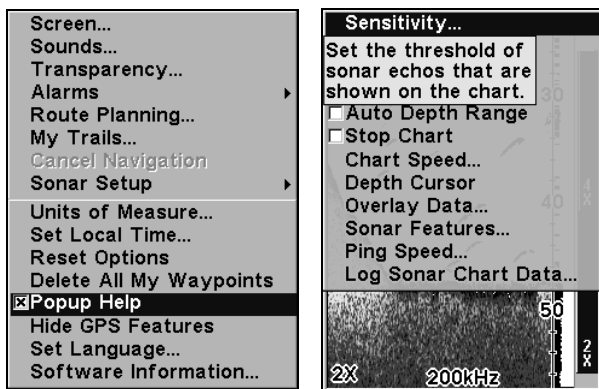 Screen...
Sounds...
Transparency...
Alarms
Route Planning...
My Trails...
Cancel Navigation
Sonar Setup
Units of Measure...
Set Local Time...
Reset Options
Delete All My Waypoints
Popup Help
Hide GPS Features
Set Language...
Software Information...
Sensitivity...
Set the threshold of
sonar echos that are
shown on the chart.
30
Auto Depth Range
Stop Chart
Chart Speed...
Depth Cursor
4X
Overlay Data...
40
Sonar Features...
Ping Speed...
Log Sonar Chart Data...
50
2X
2X
200kHz